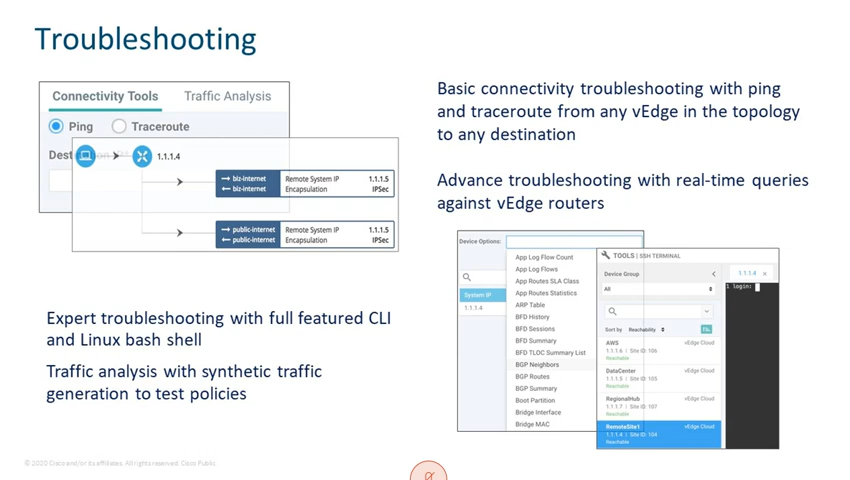 Troubleshooting
Connectivity Tools
Traffic Analysis
Ping
Traceroute
1.1.1.4
biz-internet
biz-internet
Remote System IP 1.1.1.5
Encapsulation IPSec
public-internet
public-internet
Remote System IP 1.1.1.5
Encapsulation IPSec
Basic connectivity troubleshooting with ping
and traceroute from any vEdge in the topology
to any destination
Advance troubleshooting with real-time queries
against vEdge routers
Expert troubleshooting with full featured CLI
and Linux bash shell
Traffic analysis with synthetic traffic
generation to test policies
Device Options:
System IP
1.1.1.4
App Log Flow Count
App Log Flows
App Routes SLA Class
App Routes Statistics
ARP Table
BFD History
BFD Sessions
BFD Summary
BFD TLOC Summary List
BGP Neighbors
BGP Routes
BGP Summary
Boot Partition
Bridge Interface
Bridge MAC
TOOLS | SSH TERMINAL
Device Group
All
Sort by Reachability
AWS vEdge Cloud
1.1.1.6 | Site ID: 106
Reachable
DataCenter vEdge Cloud
1.1.1.5 | Site ID: 105
Reachable
RegionalHub vEdge Cloud
1.1.1.7 | Site ID: 107
Reachable
RemoteSite1 vEdge Cloud
1.1.1.4 | Site ID: 104
Reachable
1.1.1.4 ×
login:
© 2020 Cisco and/or its affiliates. All rights reserved. Cisco Public